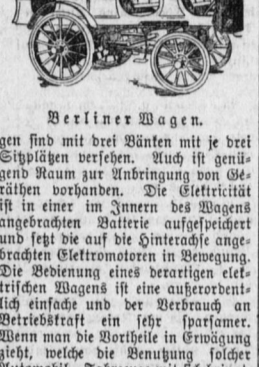 Berliner Wagen.
gen sind mit drei Bänken mit je drei
Sitzplätzen versehen. Auch ist genü-
gend Raum zur Anbringung von Ge-
räthen vorhanden. Die Elektricität
ist in einer im Innern des Wagens
angebrachten Batterie aufgespeichert
und setzt die auf die Hinterachse ange-
brachten Elektromotoren in Bewegung.
Die Bedienung eines derartigen elek-
trischen Wagens ist eine außerordent-
lich einfache und der Verbrauch an
Betriebskraft ein sehr sparsamer.
Wenn man die Vortheile in Erwägung
zieht, welche die Benutzung solcher